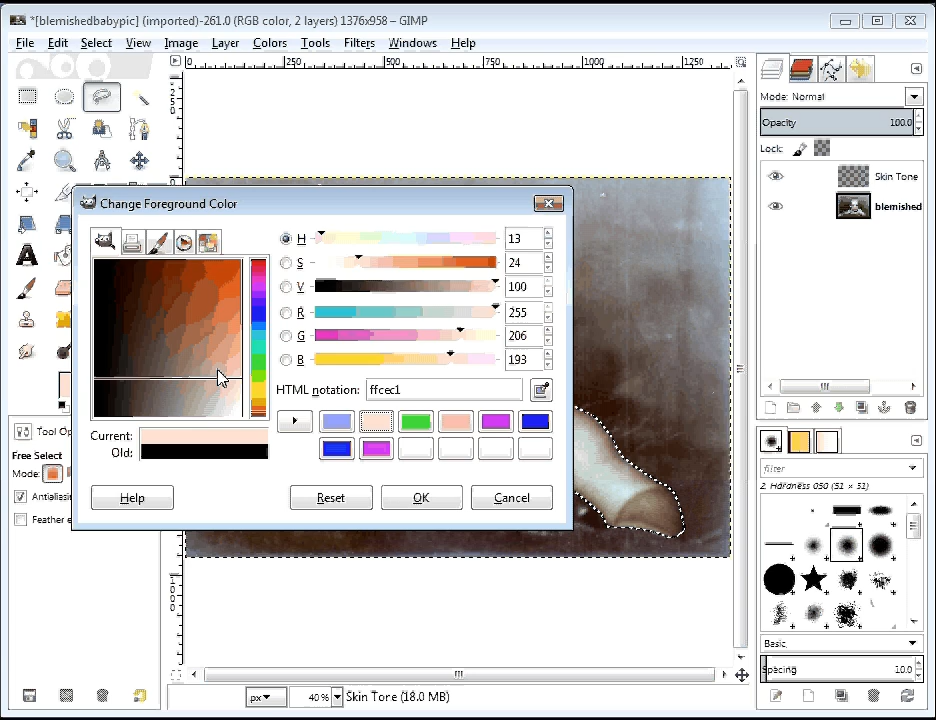 *[blemishedbabypic] (imported)-261.0 (RGB color, 2 layers) 1376x958 – GIMP
File Edit Select View Image Layer Colors Tools Filters Windows Help
0 250 500 750 1000 1250
Mode: Normal
Opacity 100.0
Lock:
Skin Tone
blemished
Change Foreground Color
H 13
S 24
V 100
R 255
G 206
B 193
HTML notation: ffcec1
Current:
Old:
Help Reset OK Cancel
Tool Op
Free Select
Mode:
Antialiasin
Feather e
filter
2. Hardness 050 (51 × 51)
Basic
Spacing 10.0
px 40% Skin Tone (18.0 MB)